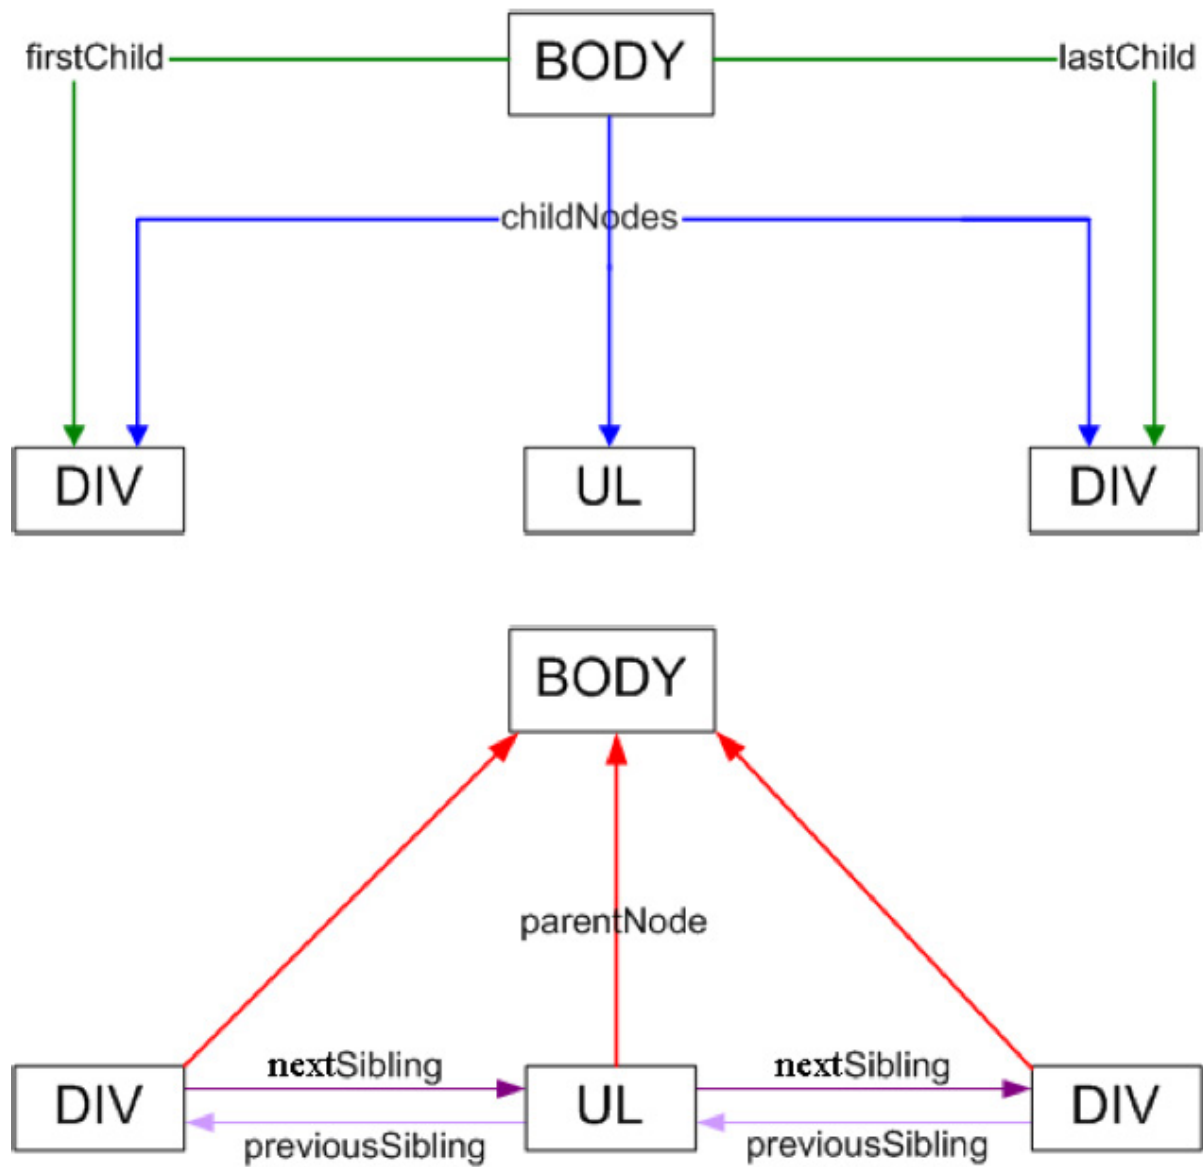 BODY
firstChild
lastChild
childNodes
DIV
UL
DIV
BODY
parentNode
nextSibling
nextSibling
DIV
UL
DIV
previousSibling
previousSibling